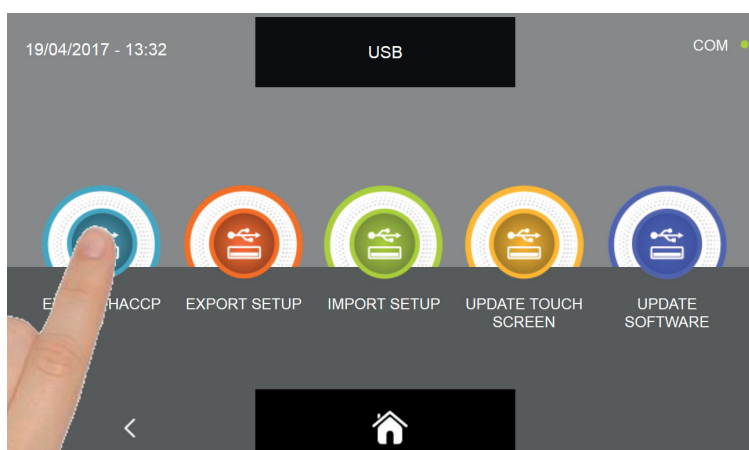 19/04/2017 - 13:32
USB
COM
HACCP
EXPORT SETUP
IMPORT SETUP
UPDATE TOUCH
SCREEN
UPDATE
SOFTWARE